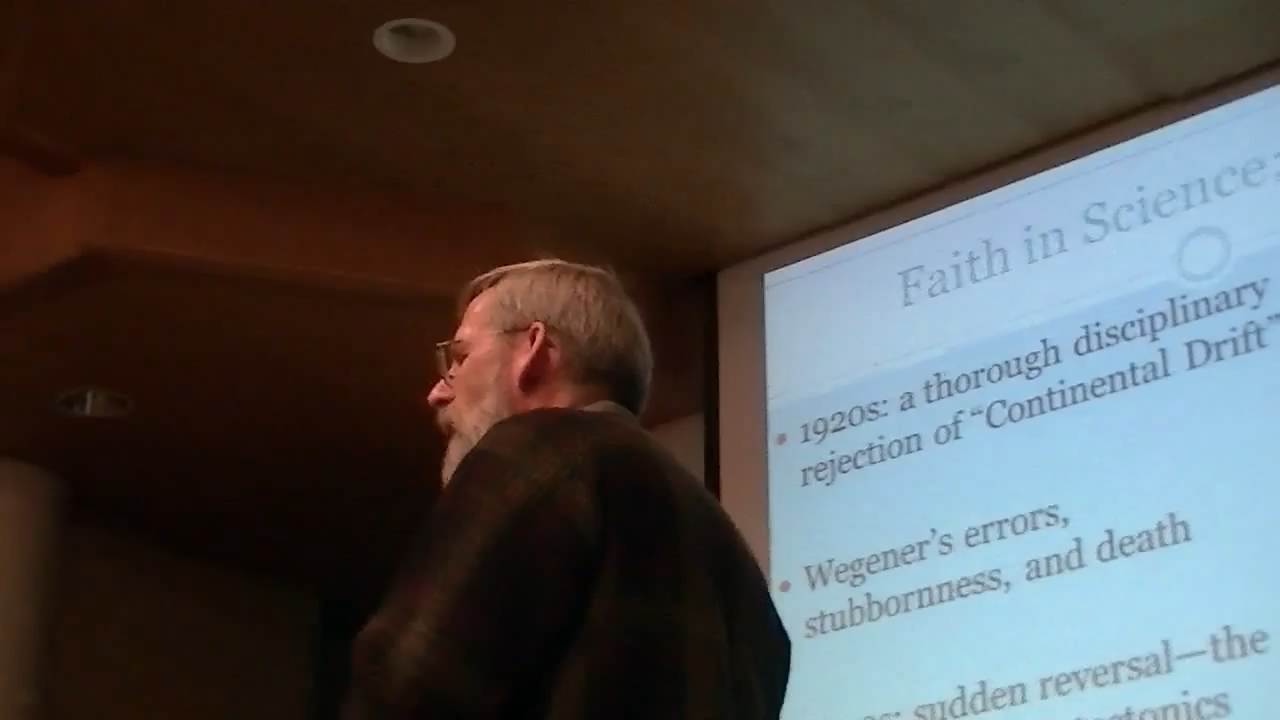 Faith in Science:
• 1920s: a thorough disciplinary
rejection of “Continental Drift”
• Wegener’s errors,
stubbornness, and death
sudden reversal—the